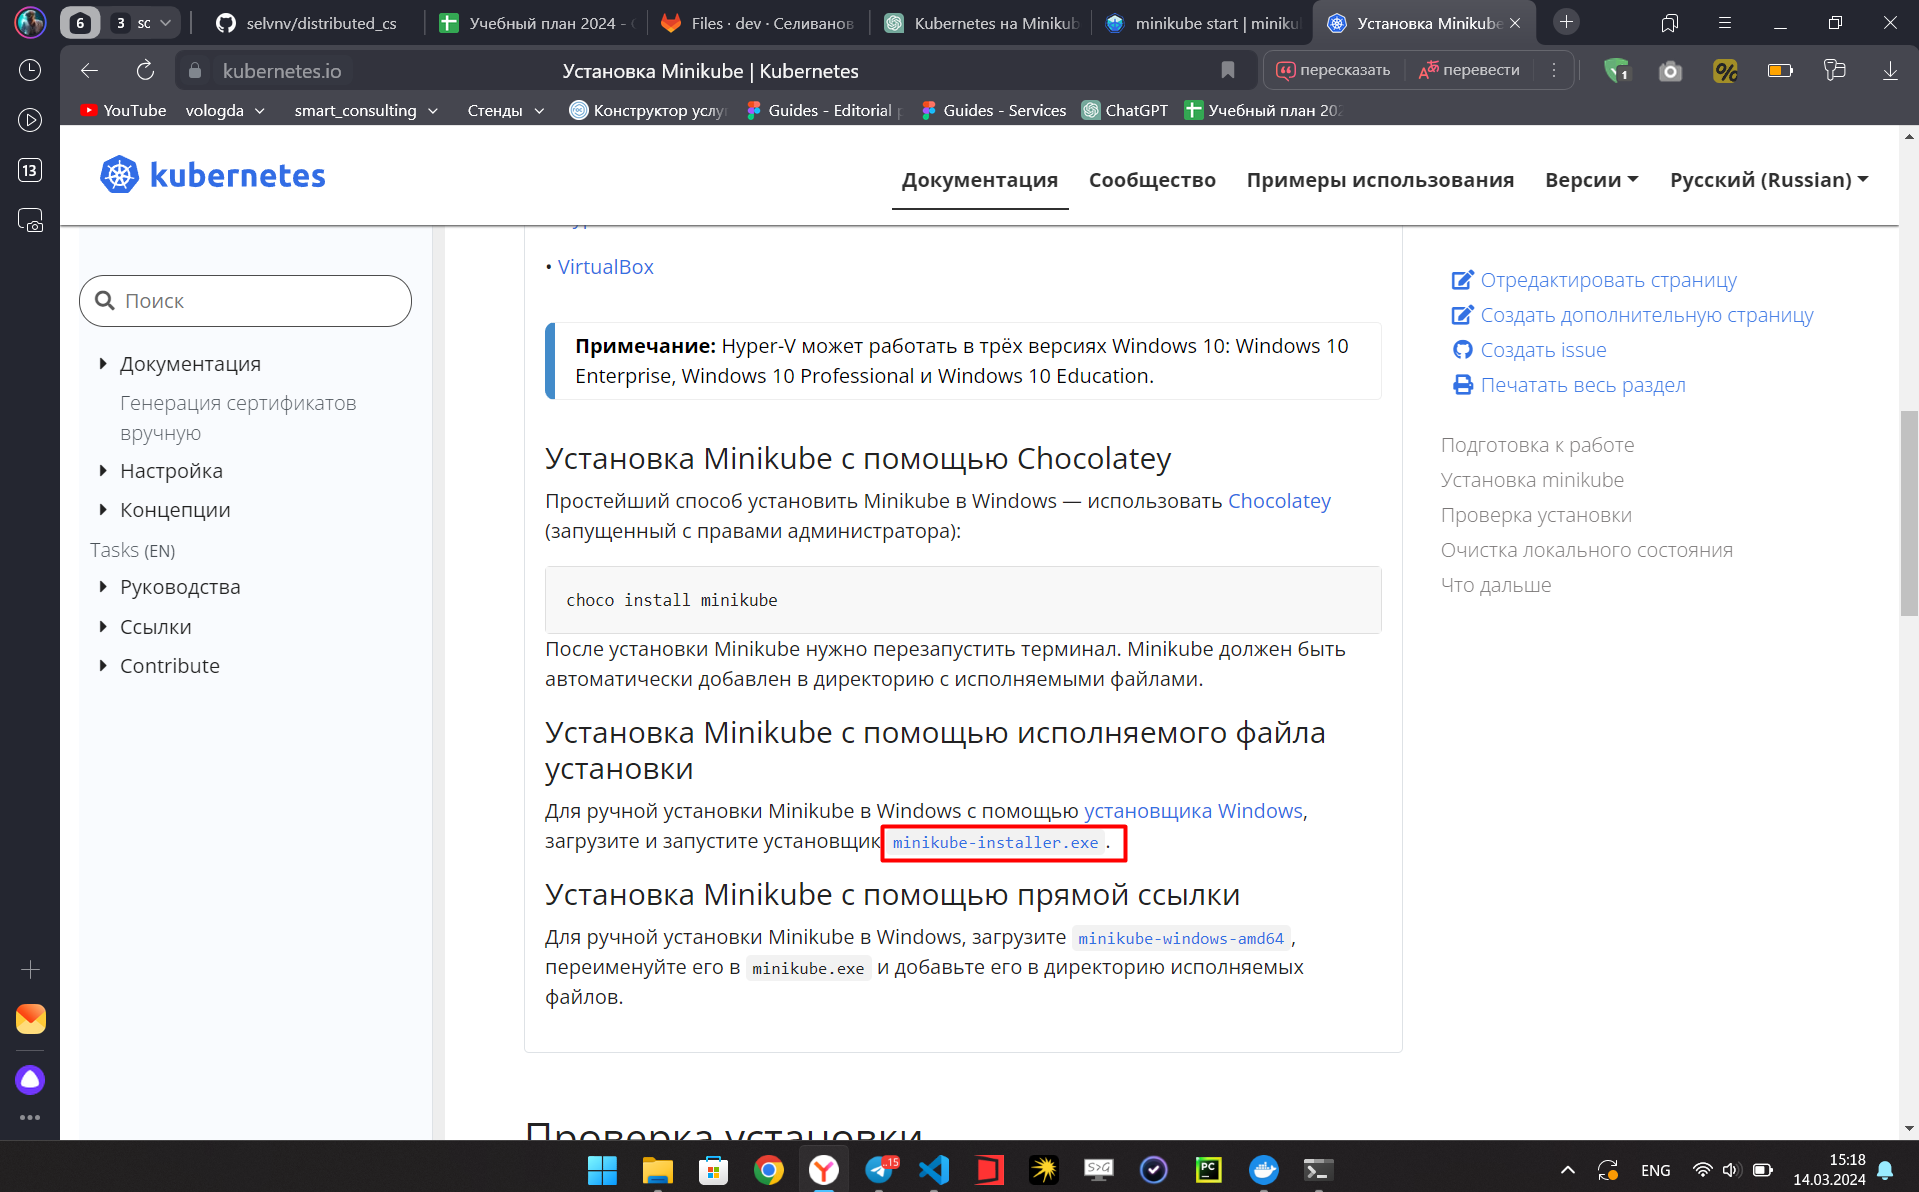 6
3 sc
selvnv/distributed_cs
Учебный план 2024 -
Files · dev · Селиванов
Kubernetes на Minikub
minikube start | minik
Установка Minikube
kubernetes.io
Установка Minikube | Kubernetes
пересказать
перевести
1
YouTube
vologda
smart_consulting
Стенды
Конструктор услу
Guides - Editorial
Guides - Services
ChatGPT
Учебный план 202
13
kubernetes
Документация
Сообщество
Примеры использования
Версии
Русский (Russian)
Поиск
Документация
Генерация сертификатов
вручную
Настройка
Концепции
Tasks (EN)
Руководства
Ссылки
Contribute
• VirtualBox
Примечание: Hyper-V может работать в трёх версиях Windows 10: Windows 10
Enterprise, Windows 10 Professional и Windows 10 Education.
Установка Minikube с помощью Chocolatey
Простейший способ установить Minikube в Windows — использовать Chocolatey
(запущенный с правами администратора):
choco install minikube
После установки Minikube нужно перезапустить терминал. Minikube должен быть
автоматически добавлен в директорию с исполняемыми файлами.
Установка Minikube с помощью исполняемого файла
установки
Для ручной установки Minikube в Windows с помощью установщика Windows,
загрузите и запустите установщик minikube-installer.exe.
Установка Minikube с помощью прямой ссылки
Для ручной установки Minikube в Windows, загрузите minikube-windows-amd64,
переименуйте его в minikube.exe и добавьте его в директорию исполняемых
файлов.
Проверка установки
Отредактировать страницу
Создать дополнительную страницу
Создать issue
Печатать весь раздел
Подготовка к работе
Установка minikube
Проверка установки
Очистка локального состояния
Что дальше
15
S>G
PC
ENG
15:18
14.03.2024